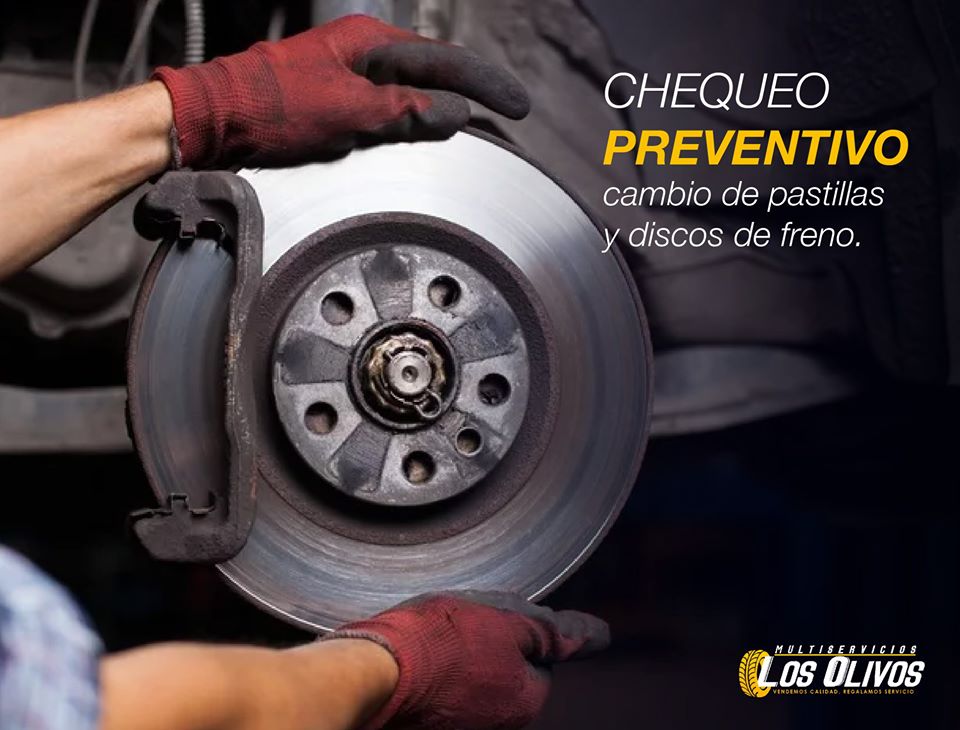 CHEQUEO
PREVENTIVO
cambio de pastillas
y discos de freno.
MULTISERVICIOS
LOS OLIVOS
VENDEMOS CALIDAD, REGALAMOS SERVICIO